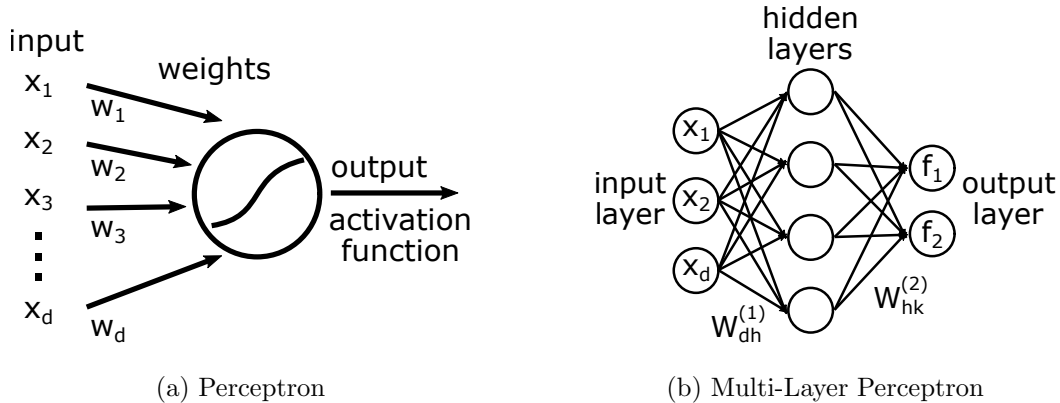 input
weights
x1
w1
x2
w2
x3
w3
xd
wd
output
activation
function
(a) Perceptron
hidden
layers
x1
x2
xd
input
layer
f1
f2
output
layer
W(1)dh
W(2)hk
(b) Multi-Layer Perceptron